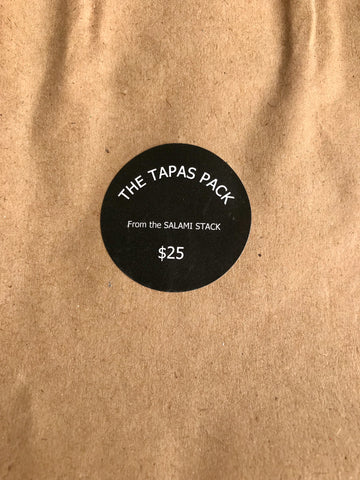 THE TAPAS PACK
From the SALAMI STACK
$25